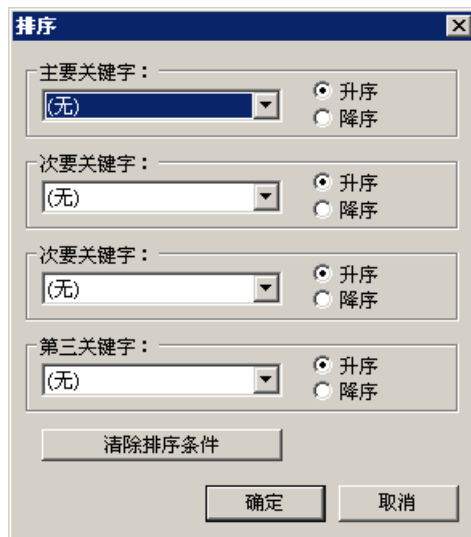 排序
主要关键字：
(无)
升序
降序
次要关键字：
(无)
升序
降序
次要关键字：
(无)
升序
降序
第三关键字：
(无)
升序
降序
清除排序条件
确定 取消